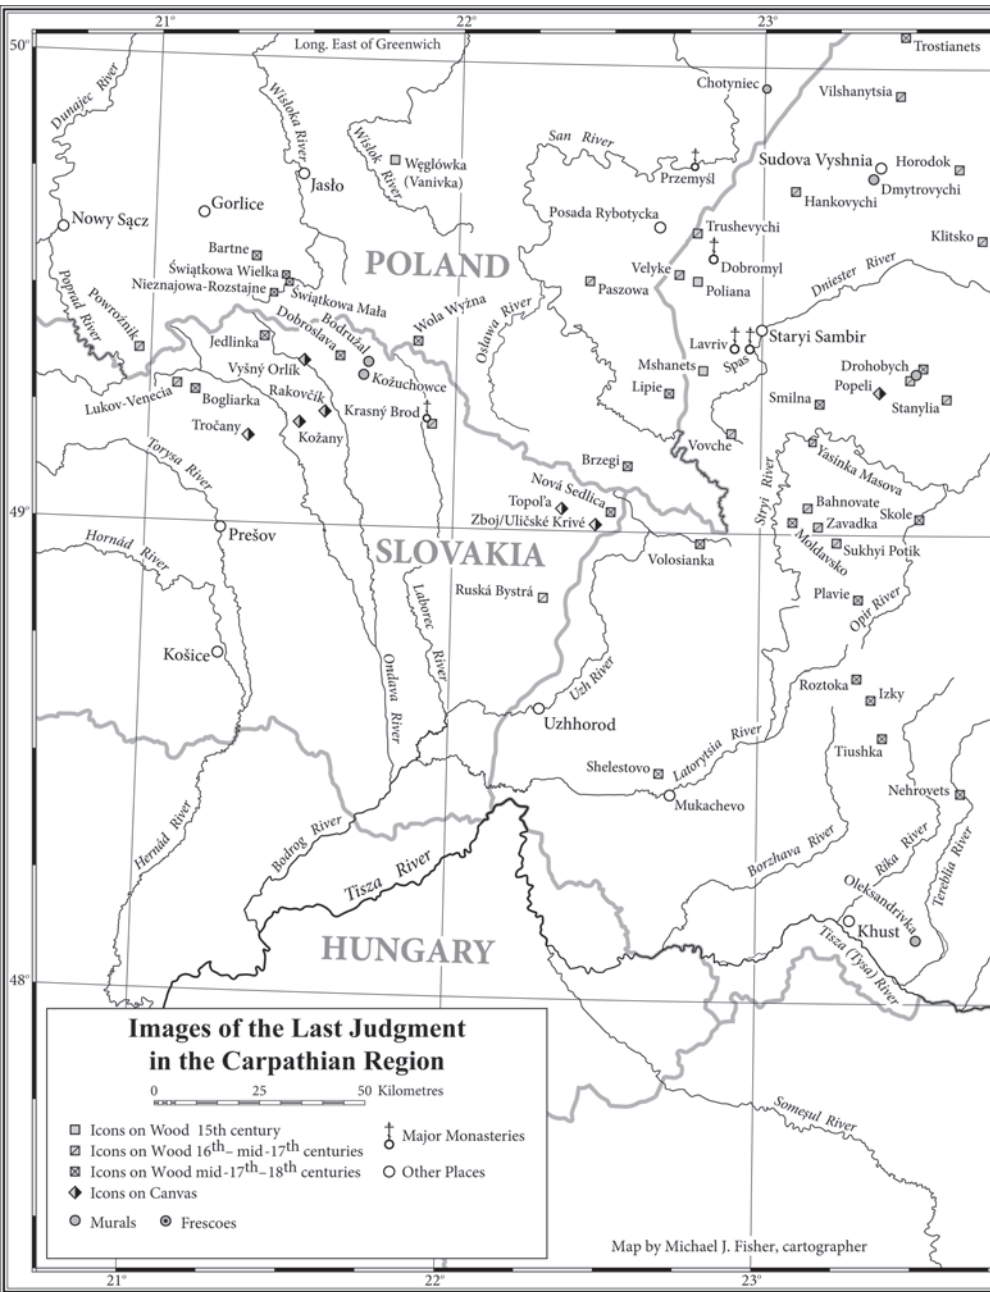 21°
22°
23°
50°
Long. East of Greenwich
Trostianets
Chotyniec
Vilshanytsia
Dunajec River
Wisloka River
Wislok River
San River
Węglówka
(Vanivka)
Przemyśl
Sudova Vyshnia
Horodok
Dmytrovychi
Hankovychi
Jasło
Gorlice
Nowy Sącz
Posada Rybotycka
Trushevychi
Klitsko
Bartne
POLAND
Dobromyl
Świątkowa Wielka
Velyke
Dniester River
Nieznajowa-Rozstajne
Paszowa
Poliana
Świątkowa Mała
Poprad River
Powroźnik
Wola Wyżna
Osława River
Dobroslava
Bodružal
Jedlinka
Lavriv
Spas
Staryi Sambir
Vyšný Orlík
Mshanets
Drohobych
Kožuchowce
Popeli
Lukov-Venecia
Bogliarka
Rakovčík
Lipie
Smilna
Stanylia
Krasný Brod
Tročany
Kožany
Vovche
Torysa River
Brzegi
Yasinka Masova
Stryi River
Nová Sedlica
Topoľa
Bahnovate
49°
Zboj/Uličské Krivé
Zavadka
Skole
Prešov
Hornád River
SLOVAKIA
Volosianka
Moldavsko
Sukhyi Potik
Ruská Bystrá
Laborec River
Plavie
Opir River
Košice
Ondava River
Uzh River
Roztoka
Izky
Uzhhorod
Tiushka
Shelestovo
Latorytsia River
Mukachevo
Nehrovets
Hernád River
Bodrog River
Tisza River
Borzhava River
Rika River
Tereblia River
Oleksandrivka
Khust
HUNGARY
Tisza (Tysa) River
48°
Images of the Last Judgment
in the Carpathian Region
0 25 50 Kilometres
Icons on Wood 15th century
Icons on Wood 16th – mid-17th centuries
Icons on Wood mid-17th–18th centuries
Icons on Canvas
Murals
Frescoes
Major Monasteries
Other Places
Someşul River
Map by Michael J. Fisher, cartographer
21°
22°
23°